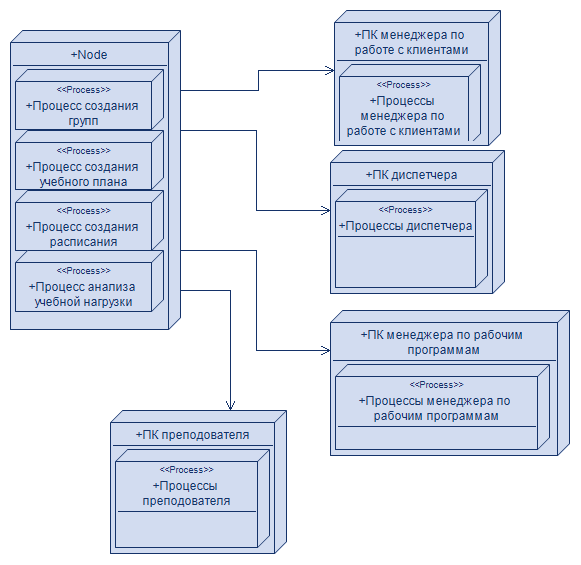 +Node
<<Process>>
+Процесс создания
групп
<<Process>>
+Процесс создания
учебного плана
<<Process>>
+Процесс создания
расписания
<<Process>>
+Процесс анализа
учебной нагрузки
+ПК менеджера по
работе с клиентами
<<Process>>
+Процессы
менеджера по
работе с клиентами
+ПК диспетчера
<<Process>>
+Процессы диспетчера
+ПК менеджера по рабочим
программам
<<Process>>
+Процессы менеджера по
рабочим программам
+ПК преподователя
<<Process>>
+Процессы
преподователя